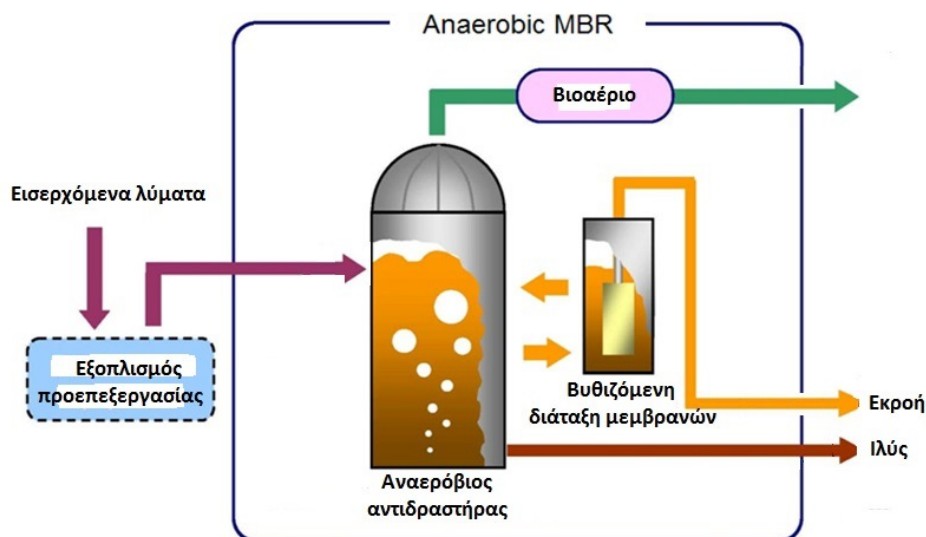 Anaerobic MBR
Βιοαέριο
Εισερχόμενα λύματα
Εξοπλισμός
προεπεξεργασίας
Βυθιζόμενη
διάταξη μεμβρανών
Εκροή
Ιλύς
Αναερόβιος
αντιδραστήρας